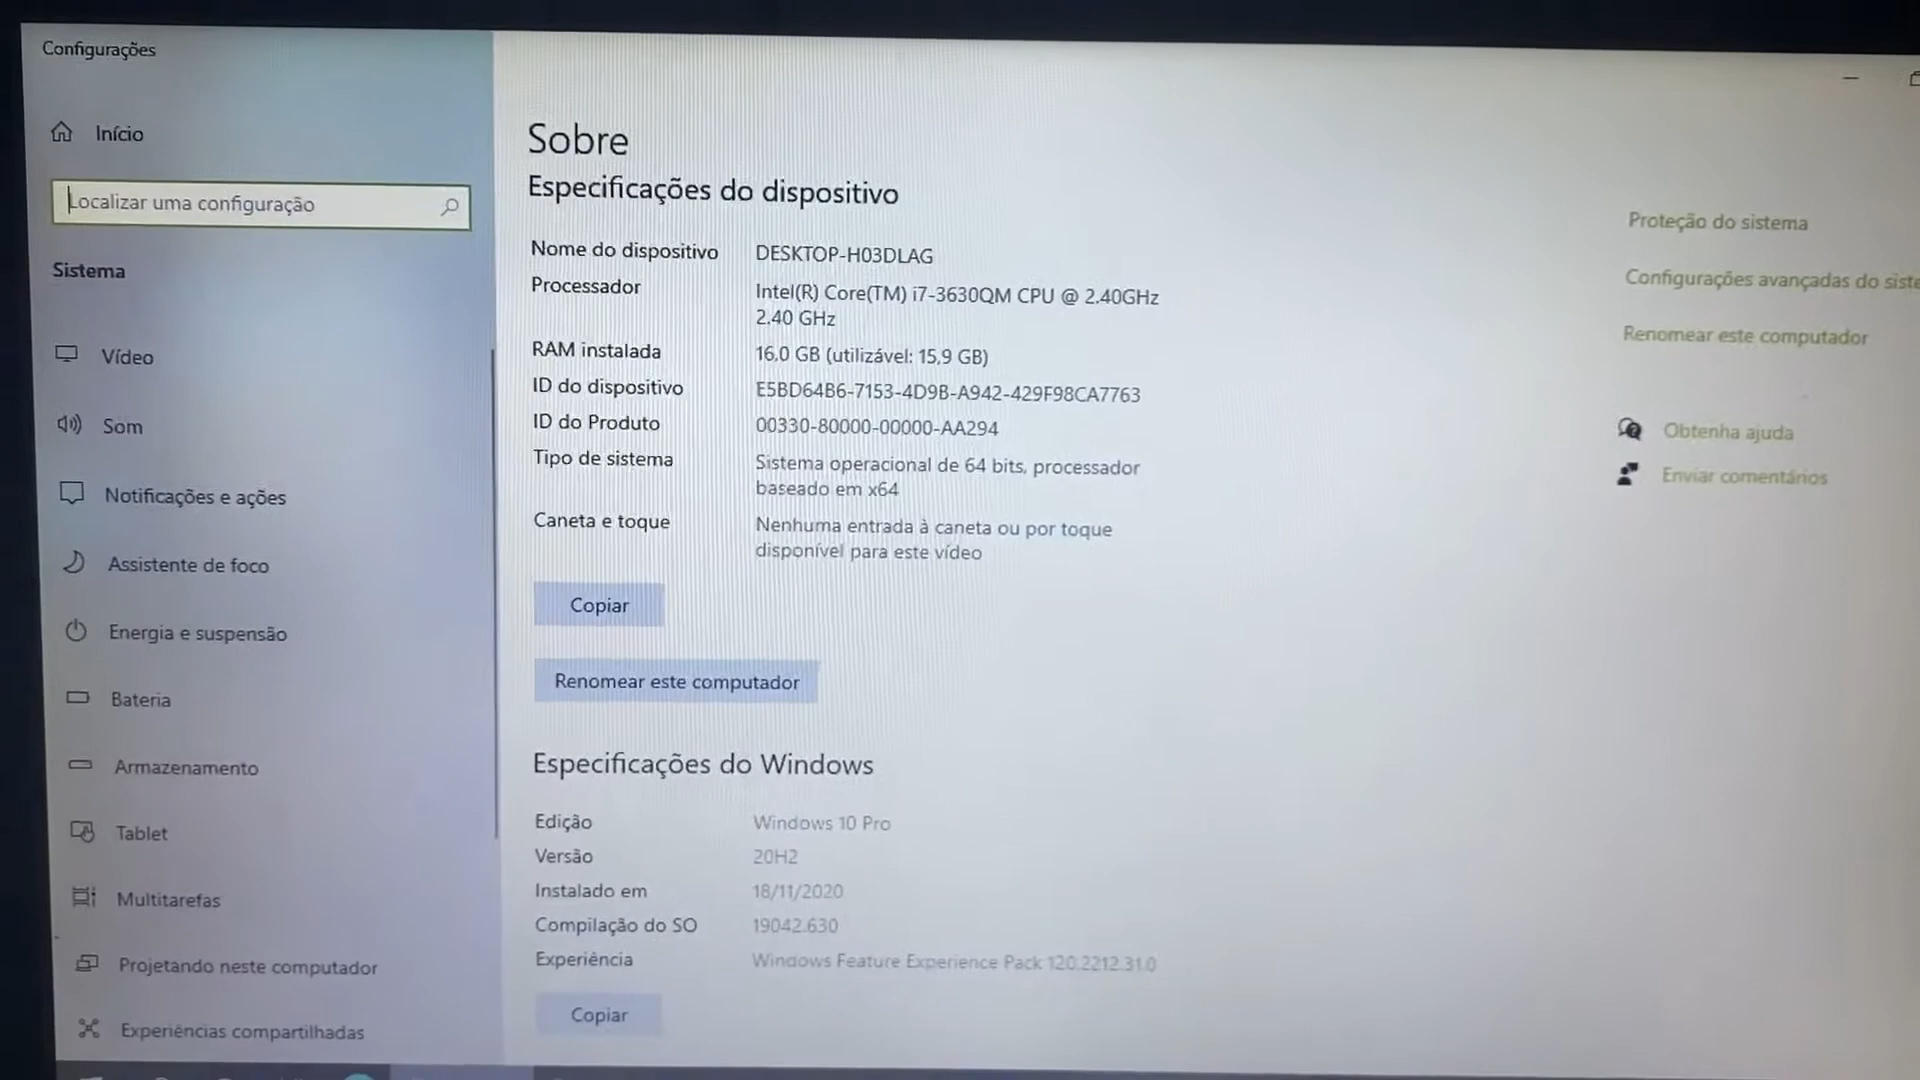 Configurações
Início
Localizar uma configuração
Sistema
Vídeo
Som
Notificações e ações
Assistente de foco
Energia e suspensão
Bateria
Armazenamento
Tablet
Multitarefas
Projetando neste computador
Experiências compartilhadas
Sobre
Especificações do dispositivo
Nome do dispositivo DESKTOP-H03DLAG
Processador Intel(R) Core(TM) i7-3630QM CPU @ 2.40GHz
2.40 GHz
RAM instalada 16,0 GB (utilizável: 15,9 GB)
ID do dispositivo E5BD64B6-7153-4D9B-A942-429F98CA7763
ID do Produto 00330-80000-00000-AA294
Tipo de sistema Sistema operacional de 64 bits, processador
baseado em x64
Caneta e toque Nenhuma entrada à caneta ou por toque
disponível para este vídeo
Copiar
Renomear este computador
Especificações do Windows
Edição Windows 10 Pro
Versão 20H2
Instalado em 18/11/2020
Compilação do SO 19042.630
Experiência Windows Feature Experience Pack 120.2212.31.0
Copiar
Proteção do sistema
Configurações avançadas do siste
Renomear este computador
Obtenha ajuda
Enviar comentários